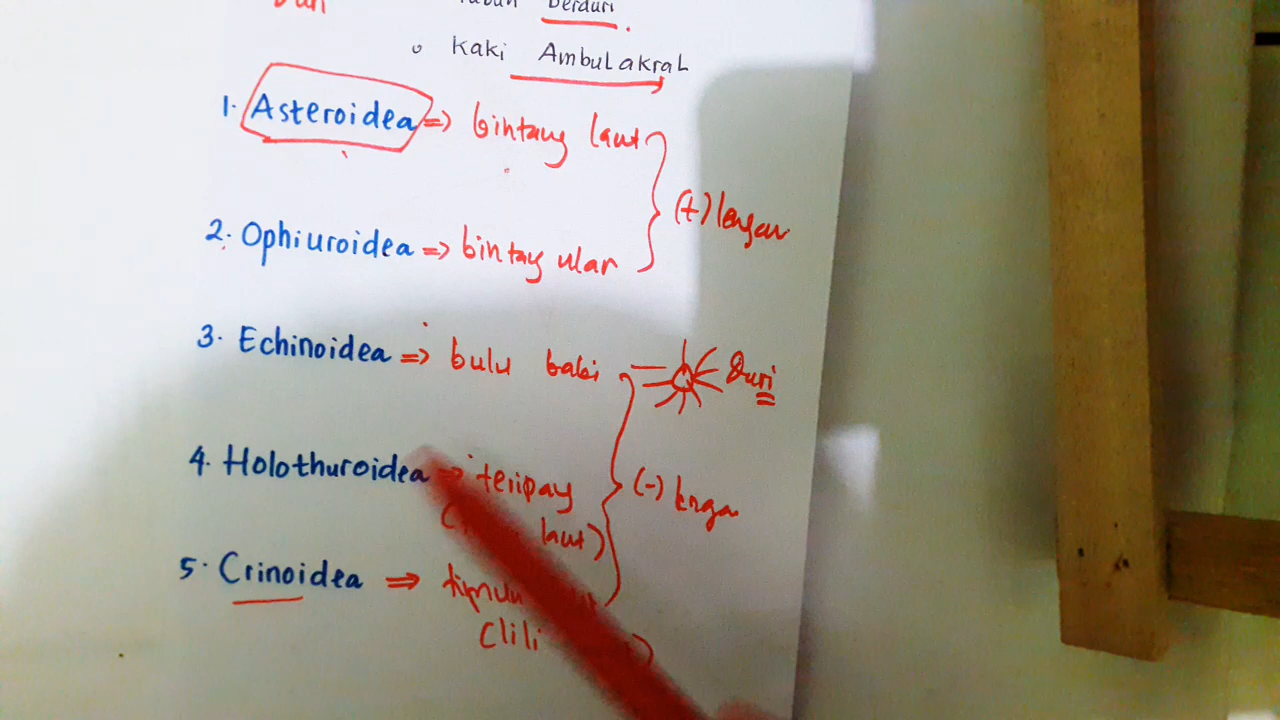 berduri
o Kaki Ambulakral
1. Asteroidea => bintang laut
(+) lengan
2. Ophiuroidea => bintang ular
3. Echinoidea => bulu babi
Duri
4. Holothuroidea => teripang
(-) lengan
laut)
5. Crinoidea =>